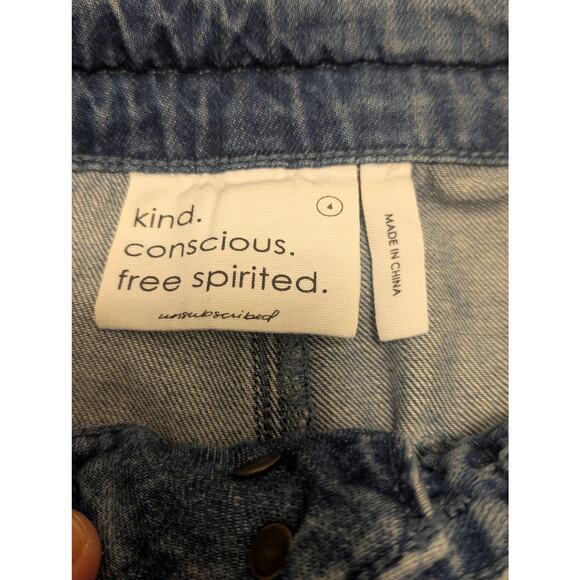 kind.
4
conscious.
free spirited.
unsubscribed
MADE IN CHINA